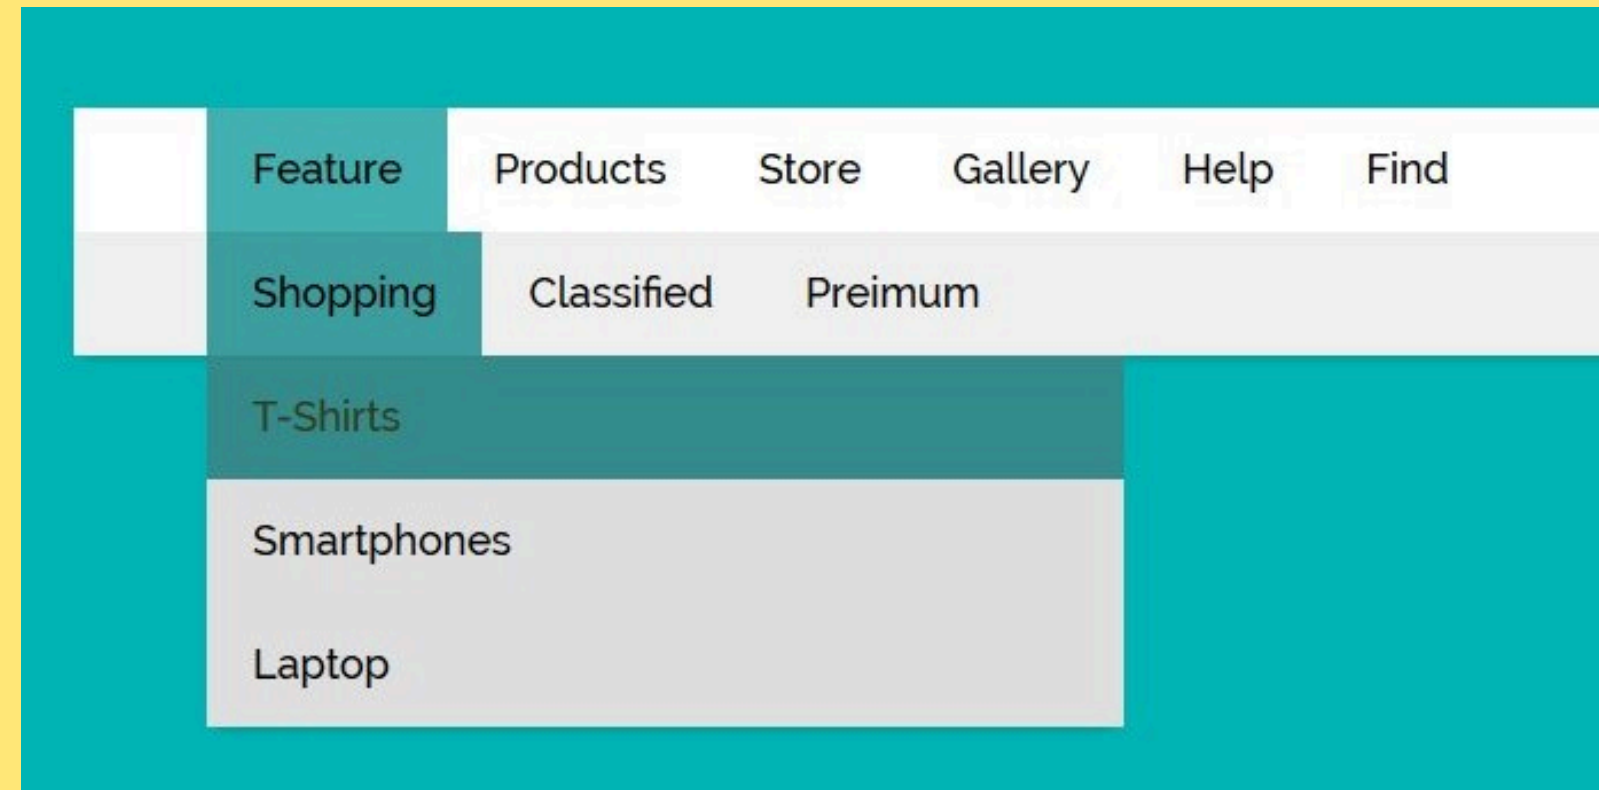 Feature Products Store Gallery Help Find
Shopping Classified Preimum
T-Shirts
Smartphones
Laptop